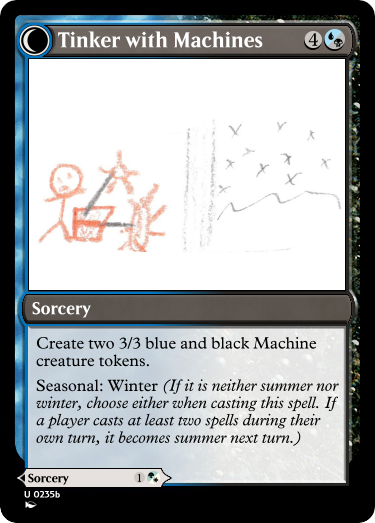 Tinker with Machines 4
Sorcery
Create two 3/3 blue and black Machine
creature tokens.
Seasonal: Winter (If it is neither summer nor
winter, choose either when casting this spell. If
a player casts at least two spells during their
own turn, it becomes summer next turn.)
Sorcery 1
U 0235b